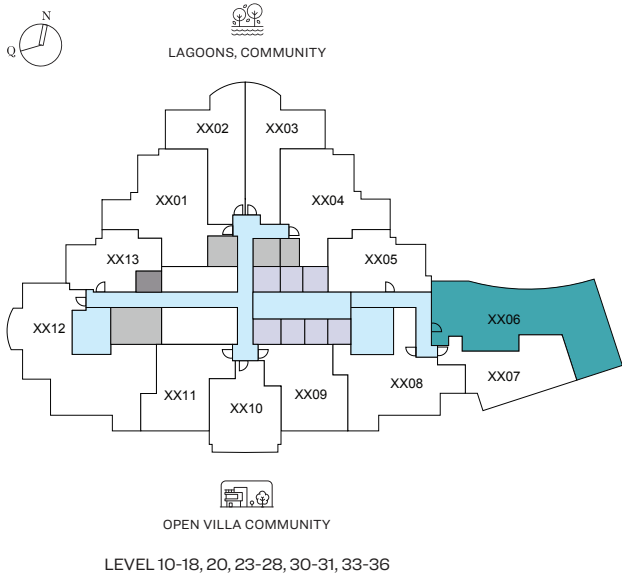 N
Q
LAGOONS, COMMUNITY
XX02
XX03
XX01
XX04
XX13
XX05
XX12
XX06
XX07
XX08
XX11
XX10
XX09
OPEN VILLA COMMUNITY
LEVEL 10-18, 20, 23-28, 30-31, 33-36